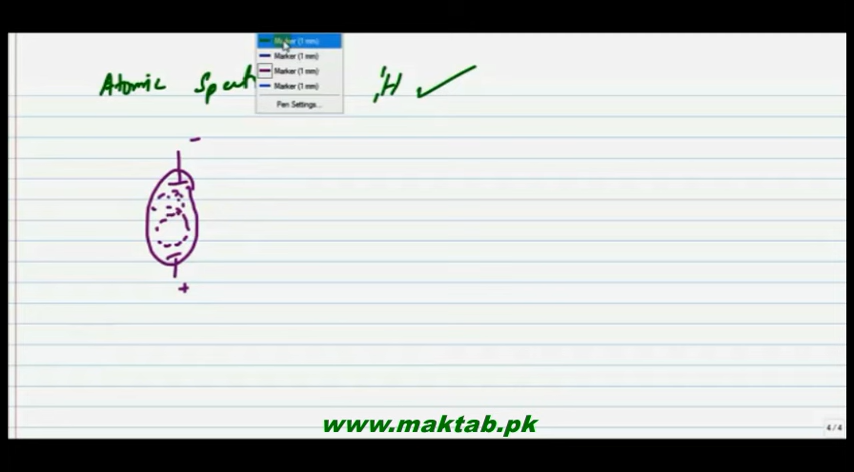 Marker (1 mm)
Marker (1 mm)
Marker (1 mm)
Marker (1 mm)
Pen Settings...
Atomic Spect ¹H
-
+
www.maktab.pk
4/4